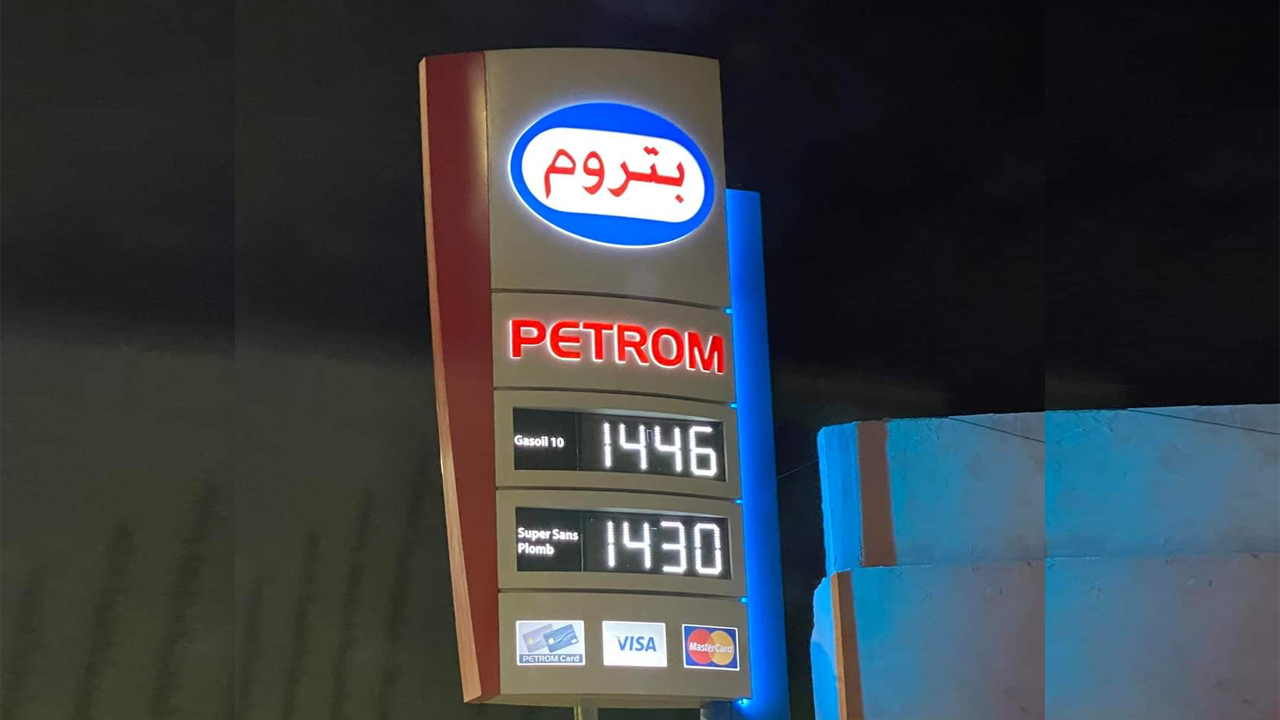 بتروم
PETROM
Gasoil 10
1446
Super Sans
Plomb
1430
PETROM Card
VISA
MasterCard